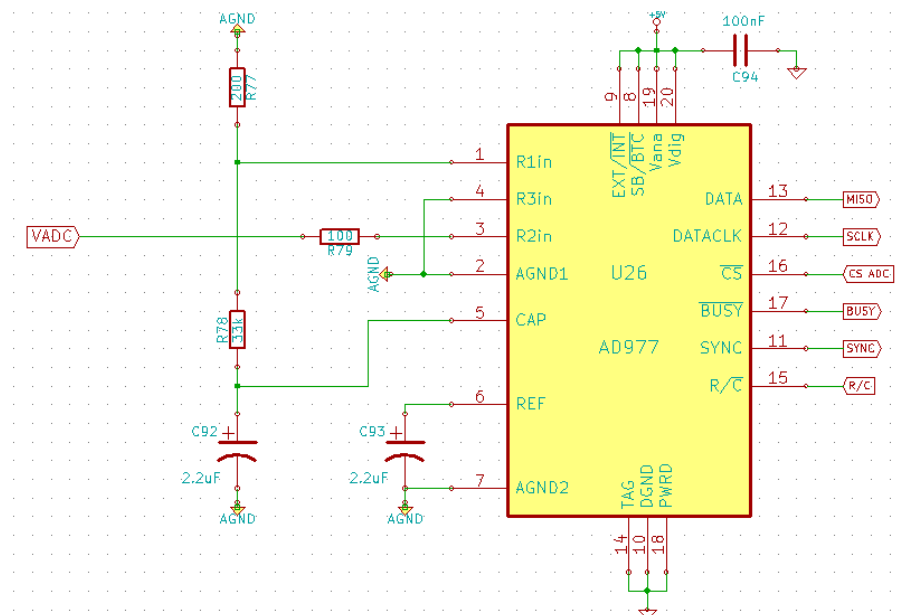 AGND
200
R77
+5V
100nF
C94
9
8
19
20
EXT/INT
SB/BTC
Vana
Vdig
1
R1in
4
R3in
DATA
13
MISO
VADC
100
R79
3
R2in
DATACLK
12
SCLK
AGND
2
AGND1
U26
CS
16
CS ADC
R78
33k
5
CAP
BUSY
17
BUSY
AD977
SYNC
11
SYNC
R/C
15
R/C
6
REF
C92
+
2.2uF
C93
+
2.2uF
7
AGND2
AGND
AGND
TAG
DGND
PWRD
14
10
18